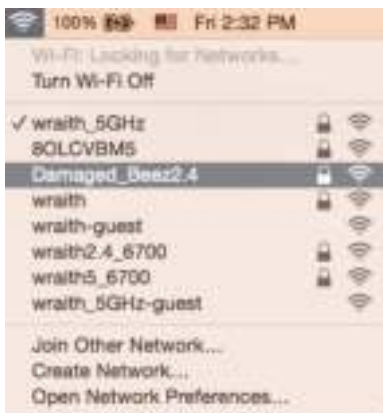 100% Fri 2:32 PM
Wi-Fi: Looking for Networks...
Turn Wi-Fi Off
wraith_5GHz
8OLCVBM5
Damaged_Beez2.4
wraith
wraith-guest
wraith2.4_6700
wraith5_6700
wraith_5GHz-guest
Join Other Network...
Create Network...
Open Network Preferences...